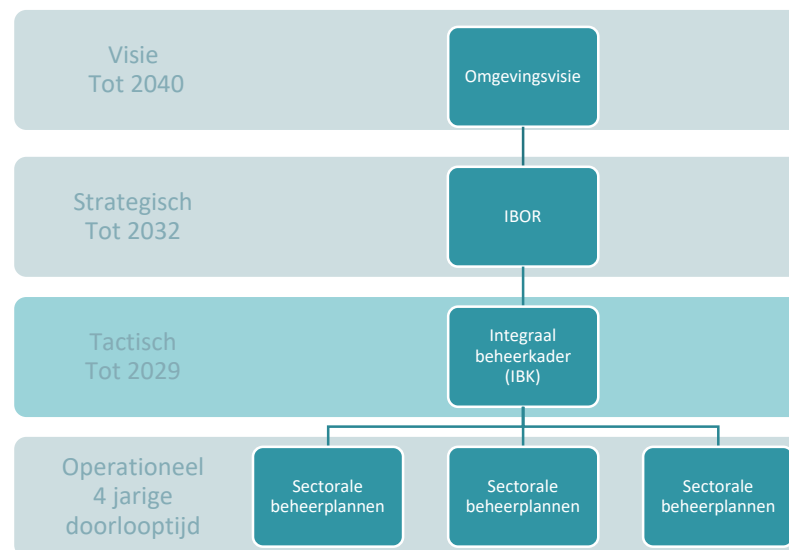 Visie
Tot 2040
Omgevingsvisie
Strategisch
Tot 2032
IBOR
Tactisch
Tot 2029
Integraal
beheerkader
(IBK)
Operationeel
4 jarige
doorlooptijd
Sectorale
beheerplannen
Sectorale
beheerplannen
Sectorale
beheerplannen